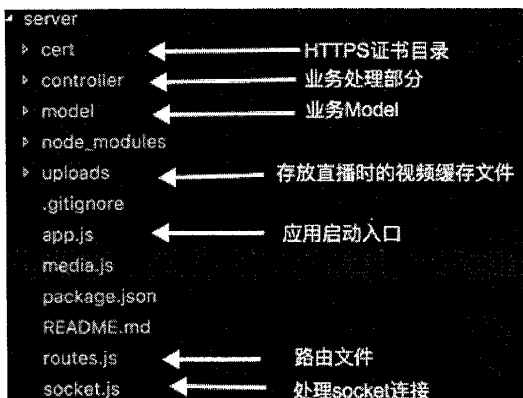 server
cert HTTPS证书目录
controller 业务处理部分
model 业务Model
node_modules
uploads 存放直播时的视频缓存文件
.gitignore
app.js 应用启动入口
media.js
package.json
README.md
routes.js 路由文件
socket.js 处理socket连接